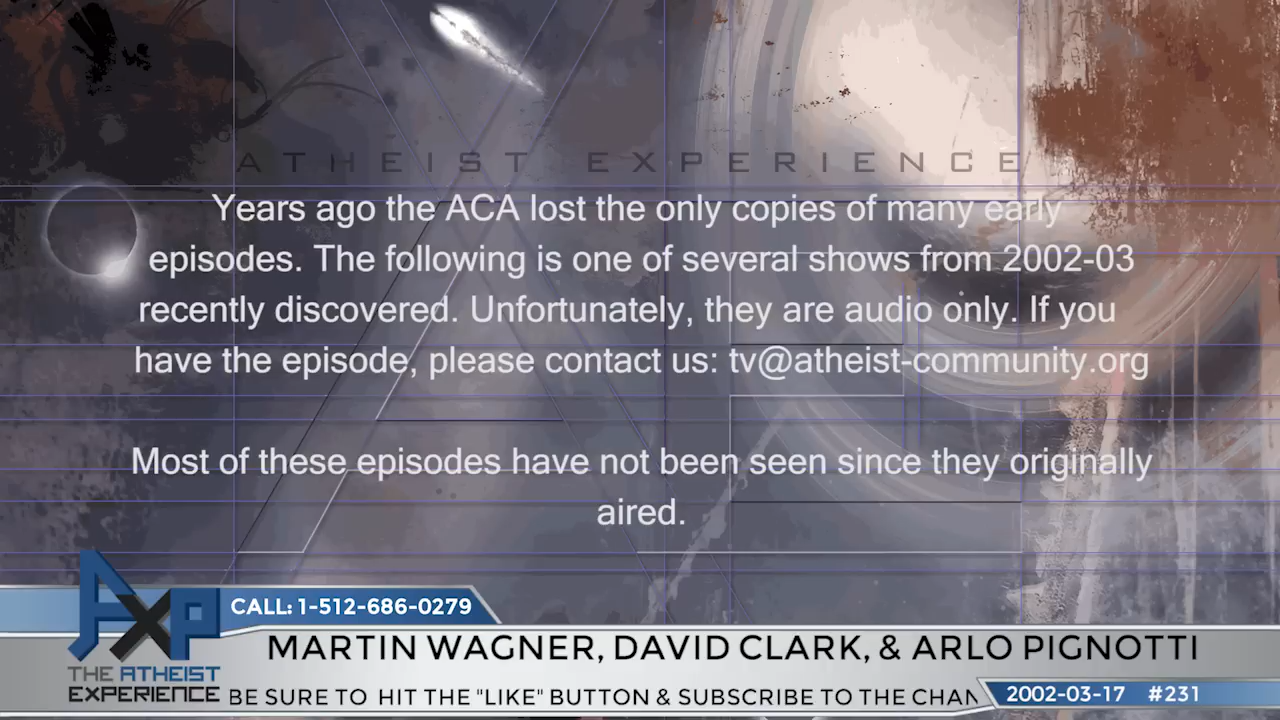 ATHEIST EXPERIENCE
Years ago the ACA lost the only copies of many early
episodes. The following is one of several shows from 2002-03
recently discovered. Unfortunately, they are audio only. If you
have the episode, please contact us: tv@atheist-community.org
Most of these episodes have not been seen since they originally
aired.
AXP
CALL: 1-512-686-0279
MARTIN WAGNER, DAVID CLARK, & ARLO PIGNOTTI
THE ATHEIST
EXPERIENCE
BE SURE TO HIT THE "LIKE" BUTTON & SUBSCRIBE TO THE CHAN
2002-03-17 #231